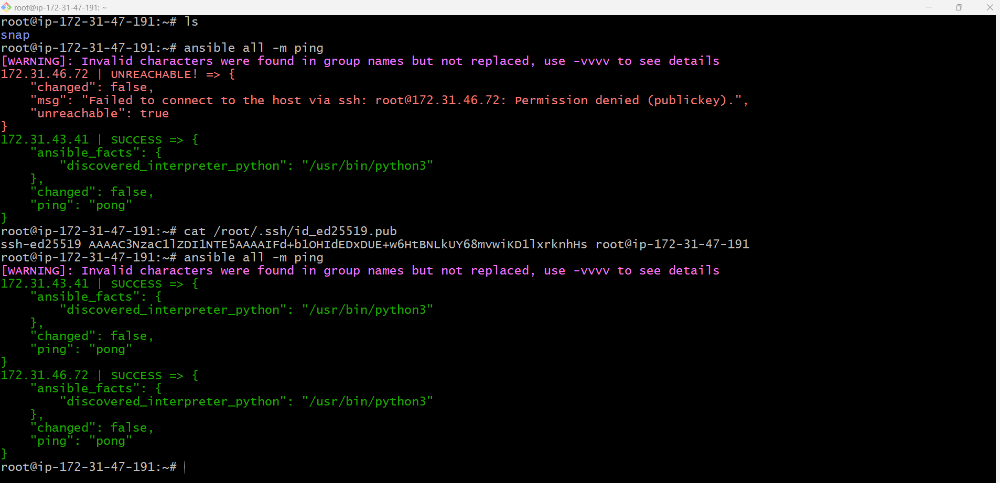 root@ip-172-31-47-191: ~
root@ip-172-31-47-191:~# ls
snap
root@ip-172-31-47-191:~# ansible all -m ping
[WARNING]: Invalid characters were found in group names but not replaced, use -vvvv to see details
172.31.46.72 | UNREACHABLE! => {
    "changed": false,
    "msg": "Failed to connect to the host via ssh: root@172.31.46.72: Permission denied (publickey).",
    "unreachable": true
}
172.31.43.41 | SUCCESS => {
    "ansible_facts": {
        "discovered_interpreter_python": "/usr/bin/python3"
    },
    "changed": false,
    "ping": "pong"
}
root@ip-172-31-47-191:~# cat /root/.ssh/id_ed25519.pub
ssh-ed25519 AAAAC3NzaC1lZDI1NTE5AAAAIFd+b1OHIdEDxDUE+w6HtBNLkUY68mvwiKD1lxrknhHs root@ip-172-31-47-191
root@ip-172-31-47-191:~# ansible all -m ping
[WARNING]: Invalid characters were found in group names but not replaced, use -vvvv to see details
172.31.43.41 | SUCCESS => {
    "ansible_facts": {
        "discovered_interpreter_python": "/usr/bin/python3"
    },
    "changed": false,
    "ping": "pong"
}
172.31.46.72 | SUCCESS => {
    "ansible_facts": {
        "discovered_interpreter_python": "/usr/bin/python3"
    },
    "changed": false,
    "ping": "pong"
}
root@ip-172-31-47-191:~#